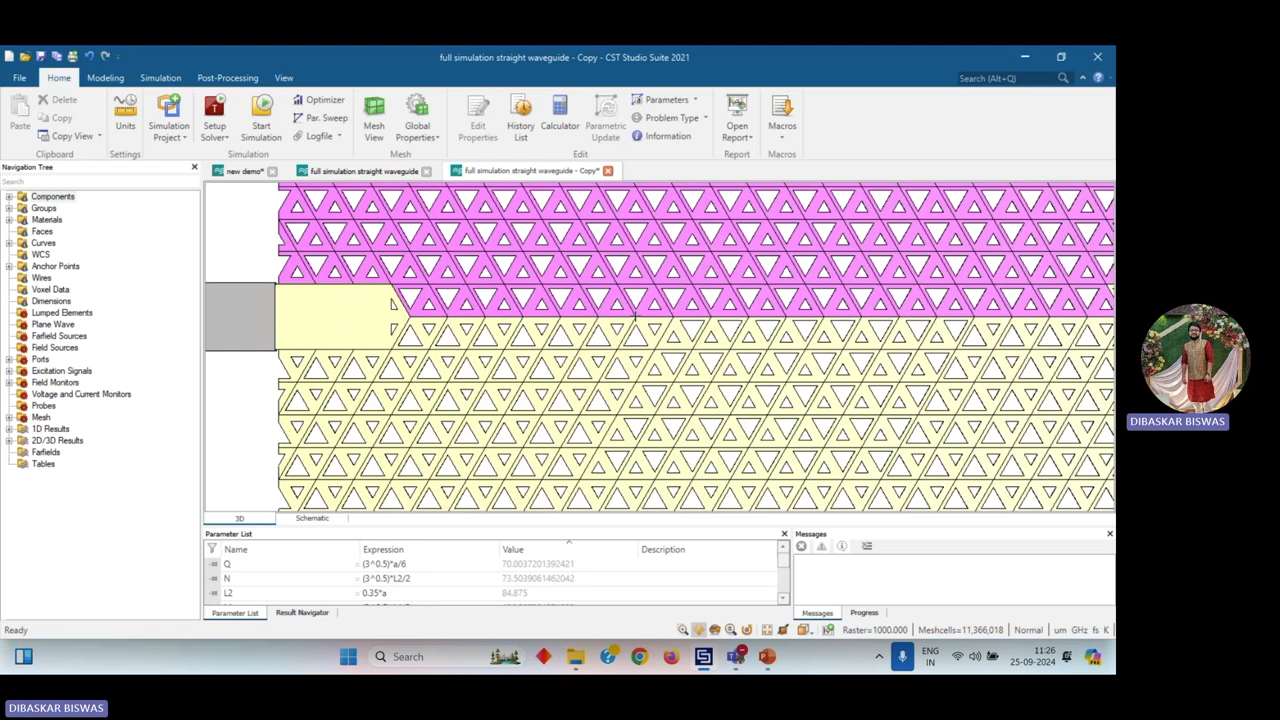 full simulation straight waveguide - Copy - CST Studio Suite 2021
File Home Modeling Simulation Post-Processing View Search (Alt+Q)
Paste Delete Copy Copy View Clipboard
Units Settings
Simulation Project Setup Solver Start Simulation Optimizer Par. Sweep Logfile Simulation
Mesh View Global Properties Mesh
Edit Properties History List Calculator Parametric Update Parameters Problem Type Information Edit
Open Report Report
Macros Macros
Navigation Tree
Search
new demo* full simulation straight waveguide full simulation straight waveguide - Copy*
Components
Groups
Materials
Faces
Curves
WCS
Anchor Points
Wires
Voxel Data
Dimensions
Lumped Elements
Plane Wave
Farfield Sources
Field Sources
Ports
Excitation Signals
Field Monitors
Voltage and Current Monitors
Probes
Mesh
1D Results
2D/3D Results
Farfields
Tables
3D Schematic
Parameter List
Name Expression Value Description
Q = (3^0.5)*a/6 70.0037201392421
N = (3^0.5)*L2/2 73.5039061462042
L2 = 0.35*a 84.875
Parameter List Result Navigator
Messages
Messages Progress
Ready
Raster=1000.000 Meshcells=11,366,018 Normal um GHz fs K
Search
ENG
IN
11:26
25-09-2024
DIBASKAR BISWAS
DIBASKAR BISWAS